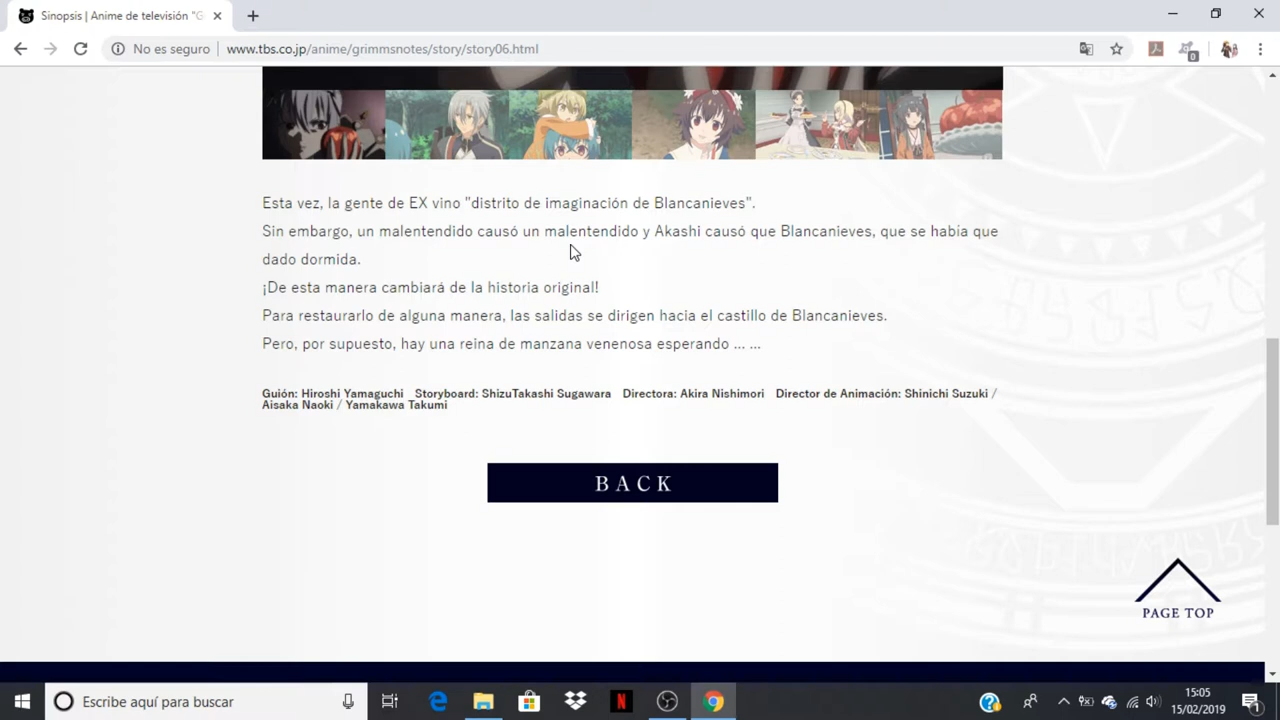 Sinopsis | Anime de televisión "G
No es seguro
www.tbs.co.jp/anime/grimmsnotes/story/story06.html
0
Esta vez, la gente de EX vino "distrito de imaginación de Blancanieves".
Sin embargo, un malentendido causó un malentendido y Akashi causó que Blancanieves, que se había que
dado dormida.
¡De esta manera cambiará de la historia original!
Para restaurarlo de alguna manera, las salidas se dirigen hacia el castillo de Blancanieves.
Pero, por supuesto, hay una reina de manzana venenosa esperando ... ...
Guión: Hiroshi Yamaguchi Storyboard: ShizuTakashi Sugawara Directora: Akira Nishimori Director de Animación: Shinichi Suzuki /
Aisaka Naoki / Yamakawa Takumi
BACK
PAGE TOP
Escribe aquí para buscar
15:05
15/02/2019
1